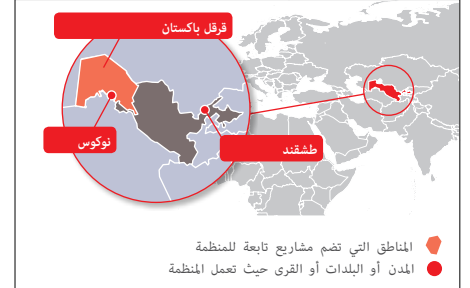 قرقل باكستان
نوكوس
طشقند
المناطق التي تضم مشاريع تابعة للمنظمة
المدن أو البلدات أو القرى حيث تعمل المنظمة